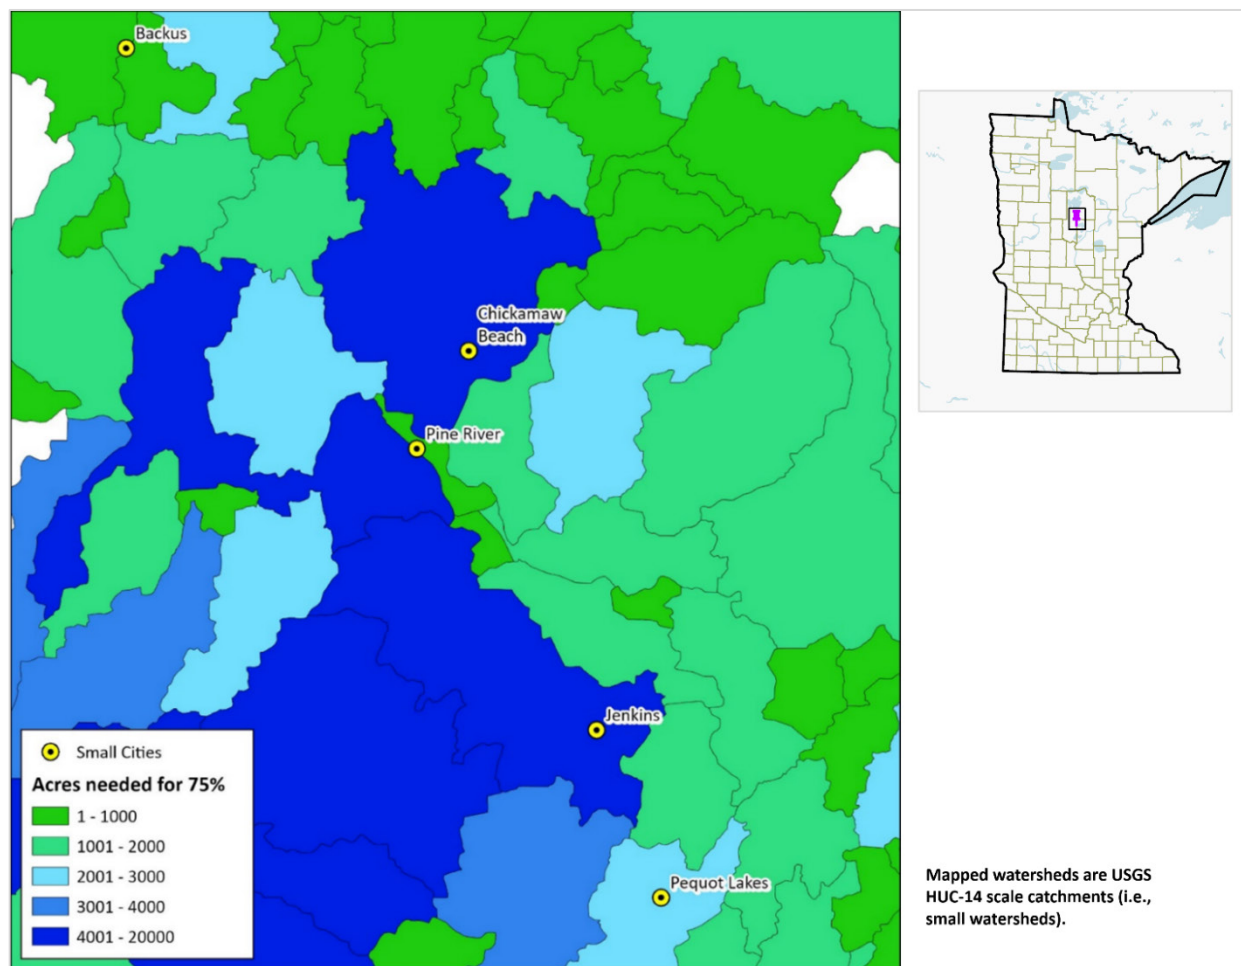 Backus
Chickamaw
Beach
Pine River
Jenkins
Pequot Lakes
Small Cities
Acres needed for 75%
1 - 1000
1001 - 2000
2001 - 3000
3001 - 4000
4001 - 20000
Mapped watersheds are USGS
HUC-14 scale catchments (i.e.,
small watersheds).